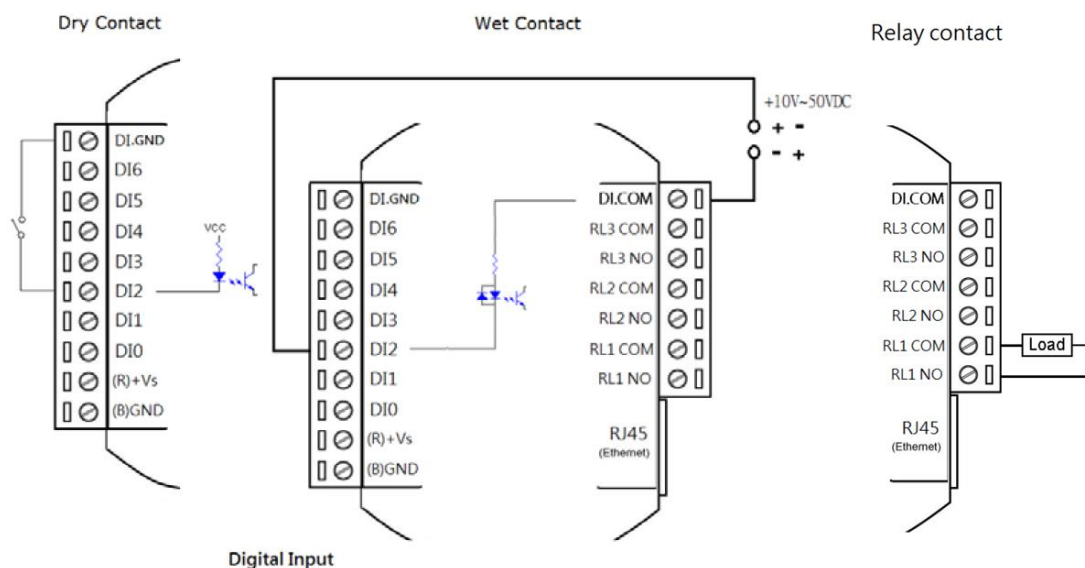 Dry Contact
Wet Contact
Relay contact
DI.GND
DI6
DI5
DI4
DI3
DI2
DI1
DI0
(R)+Vs
(B)GND
VCC
DI.GND
DI6
DI5
DI4
DI3
DI2
DI1
DI0
(R)+Vs
(B)GND
+10V~50VDC
+ -
- +
DI.COM
RL3 COM
RL3 NO
RL2 COM
RL2 NO
RL1 COM
RL1 NO
RJ45
(Ethernet)
DI.COM
RL3 COM
RL3 NO
RL2 COM
RL2 NO
RL1 COM
RL1 NO
RJ45
(Ethernet)
Load
Digital Input